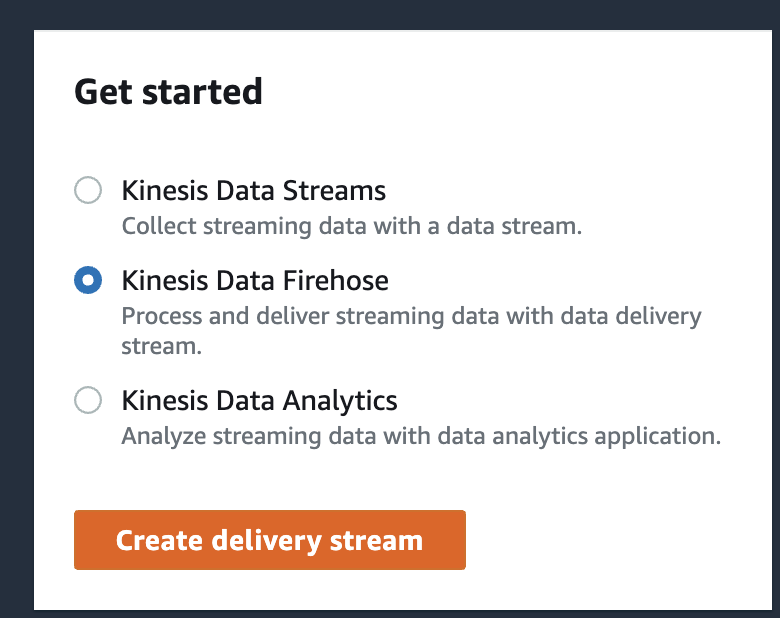 Get started
Kinesis Data Streams
Collect streaming data with a data stream.
Kinesis Data Firehose
Process and deliver streaming data with data delivery
stream.
Kinesis Data Analytics
Analyze streaming data with data analytics application.
Create delivery stream